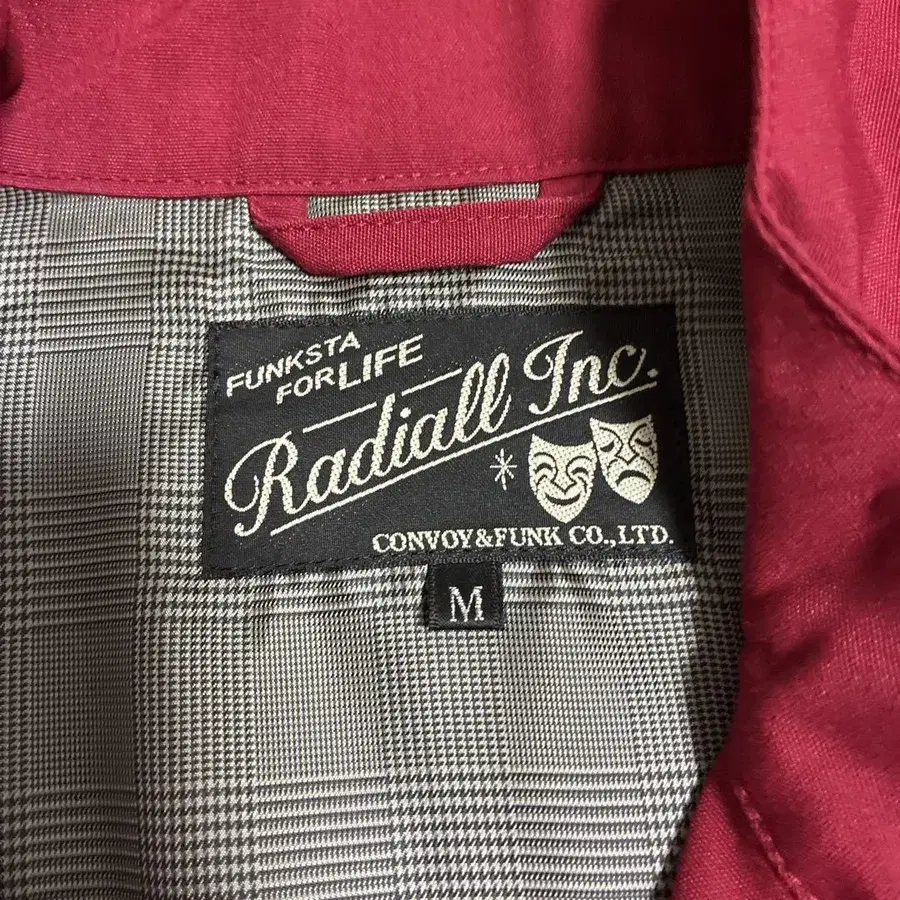 FUNKSTA
FOR LIFE
Radiall Inc.
CONVOY&FUNK CO.,LTD.
M